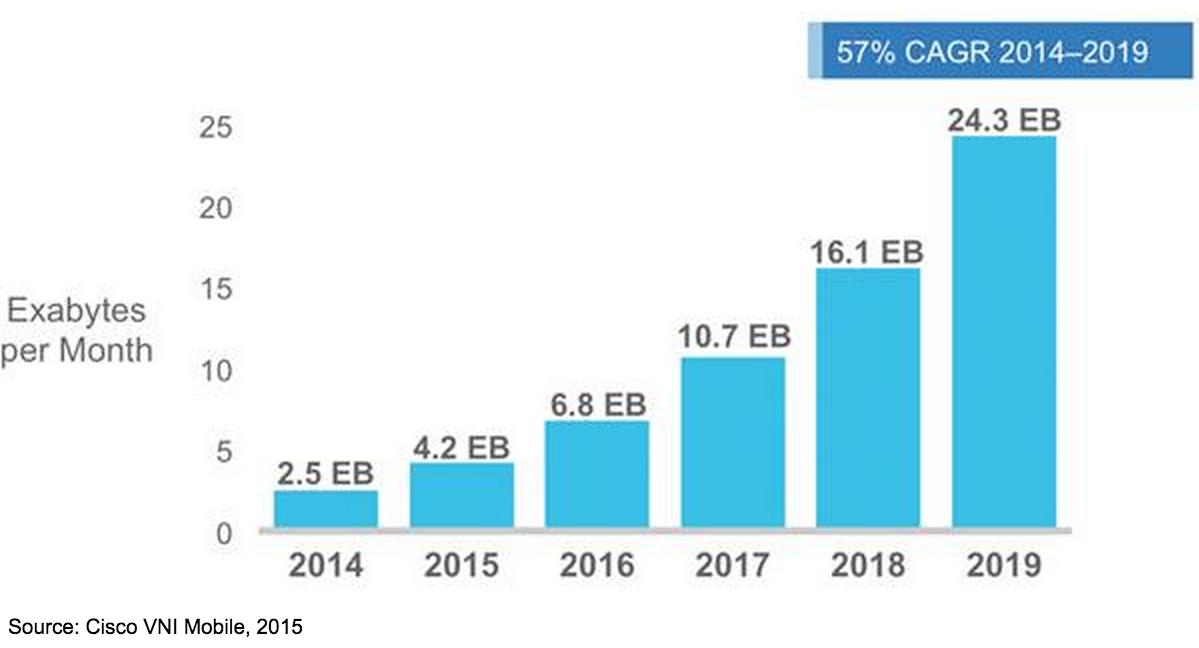 57% CAGR 2014–2019
25
20
15
10
5
0
Exabytes
per Month
2.5 EB
4.2 EB
6.8 EB
10.7 EB
16.1 EB
24.3 EB
2014 2015 2016 2017 2018 2019
Source: Cisco VNI Mobile, 2015